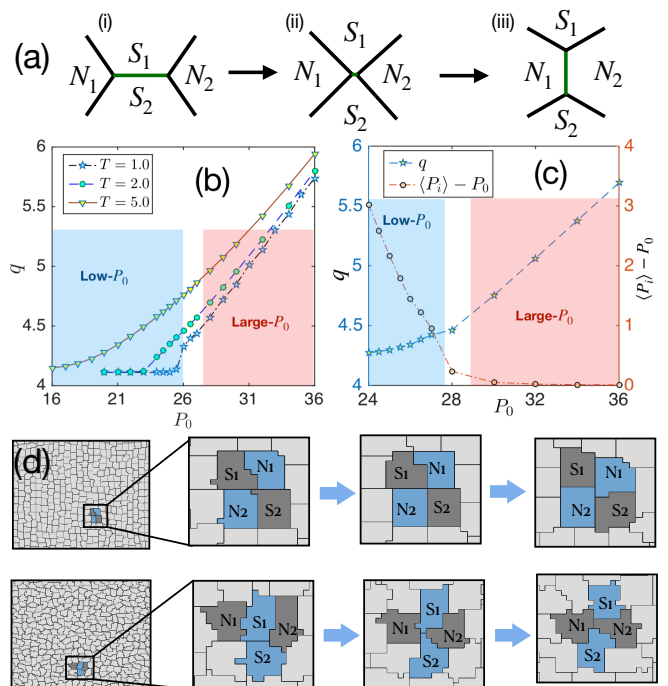 (a)
(i) (ii) (iii)
N₁ S₁ S₂ N₂
S₁ N₁ N₂ S₂
S₁ N₁ N₂ S₂
(b)
T = 1.0
T = 2.0
T = 5.0
Low-P₀
Large-P₀
6
5.5
5
4.5
4
q
16 21 26 31 36
P₀
(c)
q
⟨Pᵢ⟩ − P₀
Low-P₀
Large-P₀
6
5.5
5
4.5
4
q
24 28 32 36
P₀
4
3
2
1
0
⟨Pᵢ⟩ − P₀
(d)
S1 N1
N2 S2
S1 N1
N2 S2
S1 N1
N2 S2
N1 S1 N2
S2
S1
N1 N2
S2
S1
N1 N2
S2